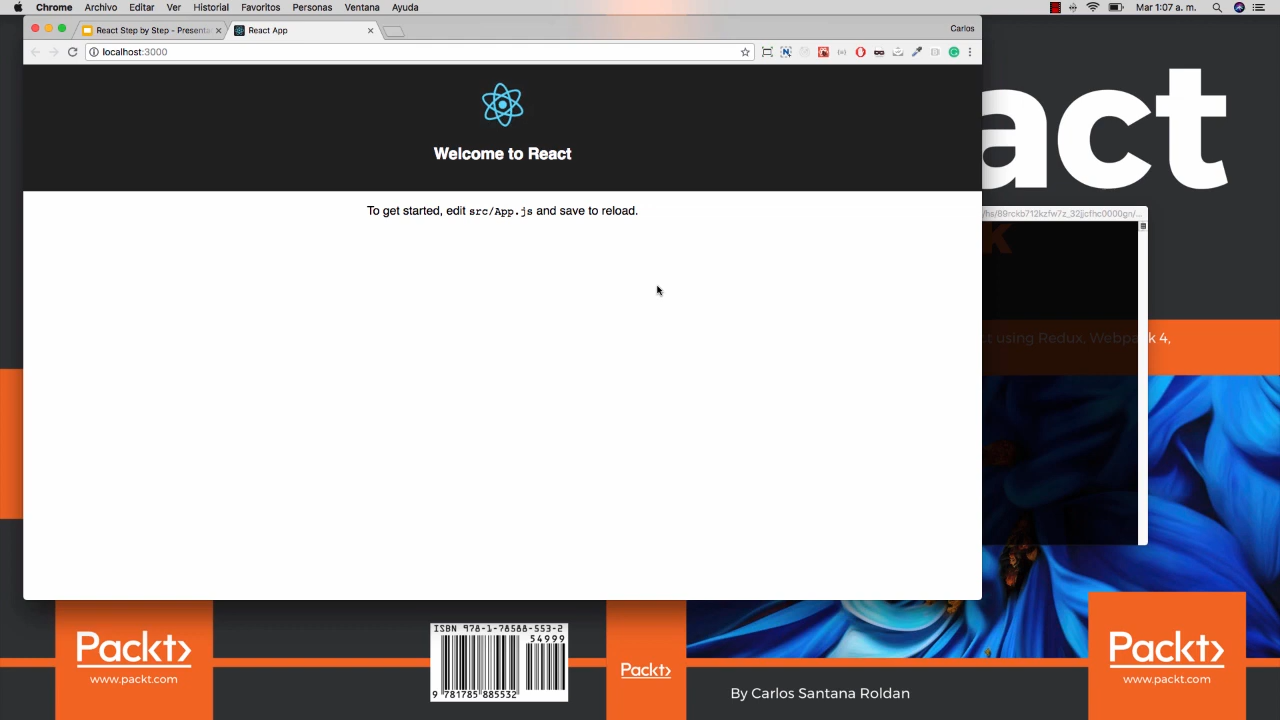 Chrome Archivo Editar Ver Historial Favoritos Personas Ventana Ayuda Mar 1:07 a. m.
React Step by Step - Presenta React App Carlos
localhost:3000
Welcome to React
To get started, edit src/App.js and save to reload.
act
/hs/89rckb712kzfw7z_32jjcfhc0000gn/...
k
ct using Redux, Webpack 4,
ISBN 978-1-78588-553-2
54999
9 781785 885532
Packt>
www.packt.com
Packt>
By Carlos Santana Roldan
Packt>
www.packt.com